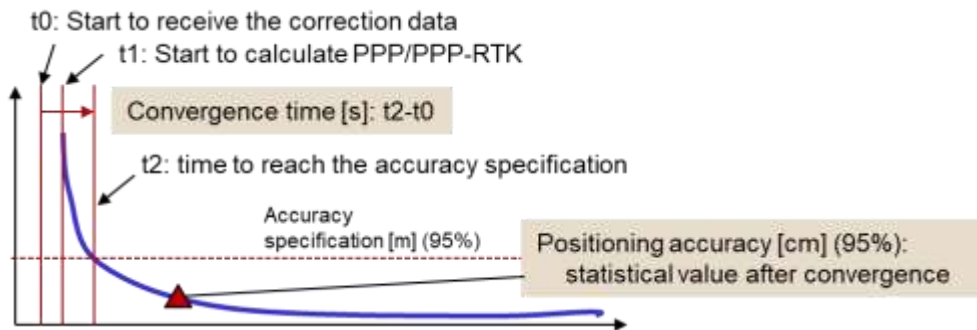 t0: Start to receive the correction data
t1: Start to calculate PPP/PPP-RTK
Convergence time [s]: t2-t0
t2: time to reach the accuracy specification
Accuracy
specification [m] (95%)
Positioning accuracy [cm] (95%):
statistical value after convergence